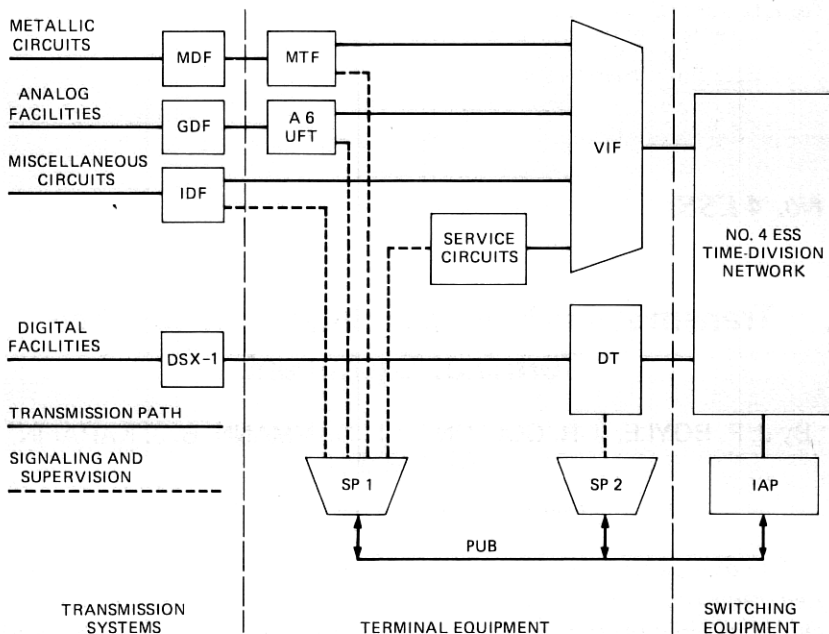 METALLIC
CIRCUITS
MDF
MTF
ANALOG
FACILITIES
GDF
A 6
UFT
VIF
MISCELLANEOUS
CIRCUITS
IDF
SERVICE
CIRCUITS
NO. 4 ESS
TIME-DIVISION
NETWORK
DIGITAL
FACILITIES
DSX-1
DT
TRANSMISSION PATH
SIGNALING AND
SUPERVISION
SP 1
SP 2
IAP
PUB
TRANSMISSION
SYSTEMS
TERMINAL EQUIPMENT
SWITCHING
EQUIPMENT